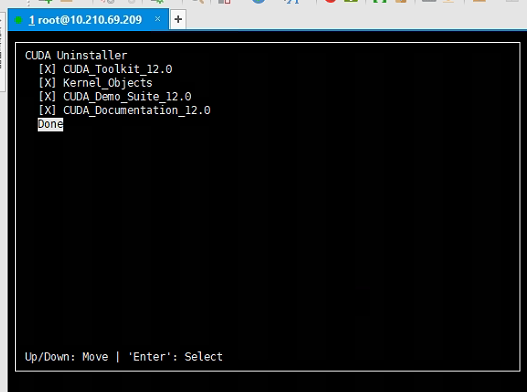 1 root@10.210.69.209
CUDA Uninstaller
[X] CUDA_Toolkit_12.0
[X] Kernel_Objects
[X] CUDA_Demo_Suite_12.0
[X] CUDA_Documentation_12.0
Done
Up/Down: Move | 'Enter': Select